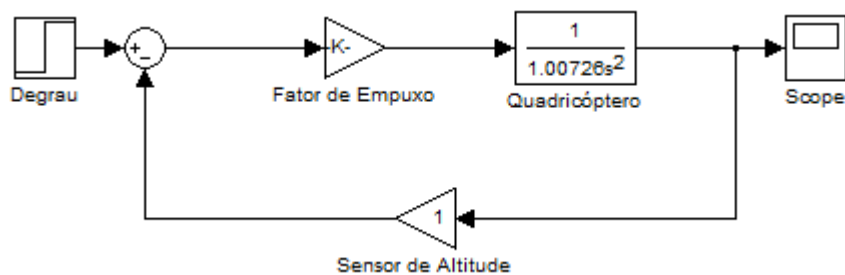 +
-
Degrau
-K-
Fator de Empuxo
1
1.00726s²
Quadricóptero
Scope
1
Sensor de Altitude